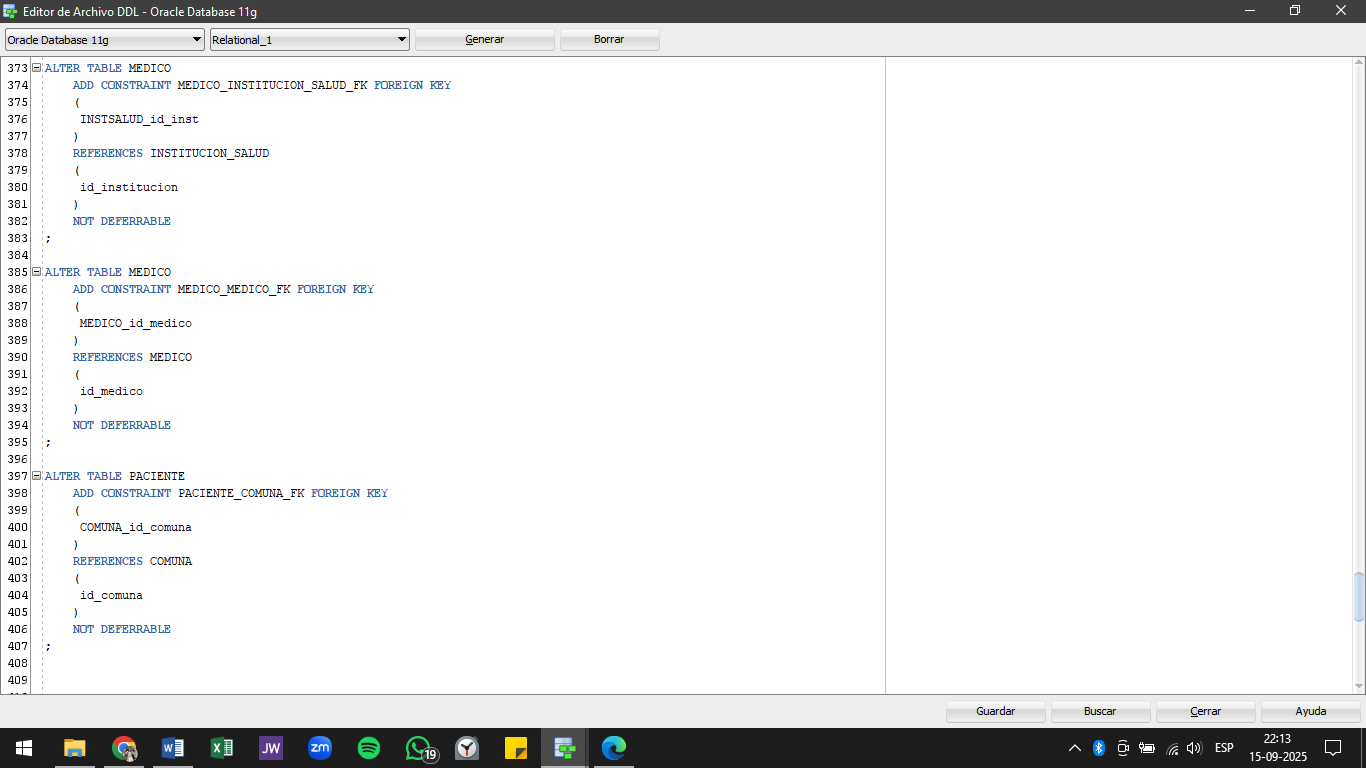 Editor de Archivo DDL - Oracle Database 11g
Oracle Database 11g Relational_1 Generar Borrar
373 ALTER TABLE MEDICO
374 ADD CONSTRAINT MEDICO_INSTITUCION_SALUD_FK FOREIGN KEY
375 (
376 INSTSALUD_id_inst
377 )
378 REFERENCES INSTITUCION_SALUD
379 (
380 id_institucion
381 )
382 NOT DEFERRABLE
383 ;
384
385 ALTER TABLE MEDICO
386 ADD CONSTRAINT MEDICO_MEDICO_FK FOREIGN KEY
387 (
388 MEDICO_id_medico
389 )
390 REFERENCES MEDICO
391 (
392 id_medico
393 )
394 NOT DEFERRABLE
395 ;
396
397 ALTER TABLE PACIENTE
398 ADD CONSTRAINT PACIENTE_COMUNA_FK FOREIGN KEY
399 (
400 COMUNA_id_comuna
401 )
402 REFERENCES COMUNA
403 (
404 id_comuna
405 )
406 NOT DEFERRABLE
407 ;
408
409
Guardar Buscar Cerrar Ayuda
W X JW zm 19 ESP 22:13
15-09-2025